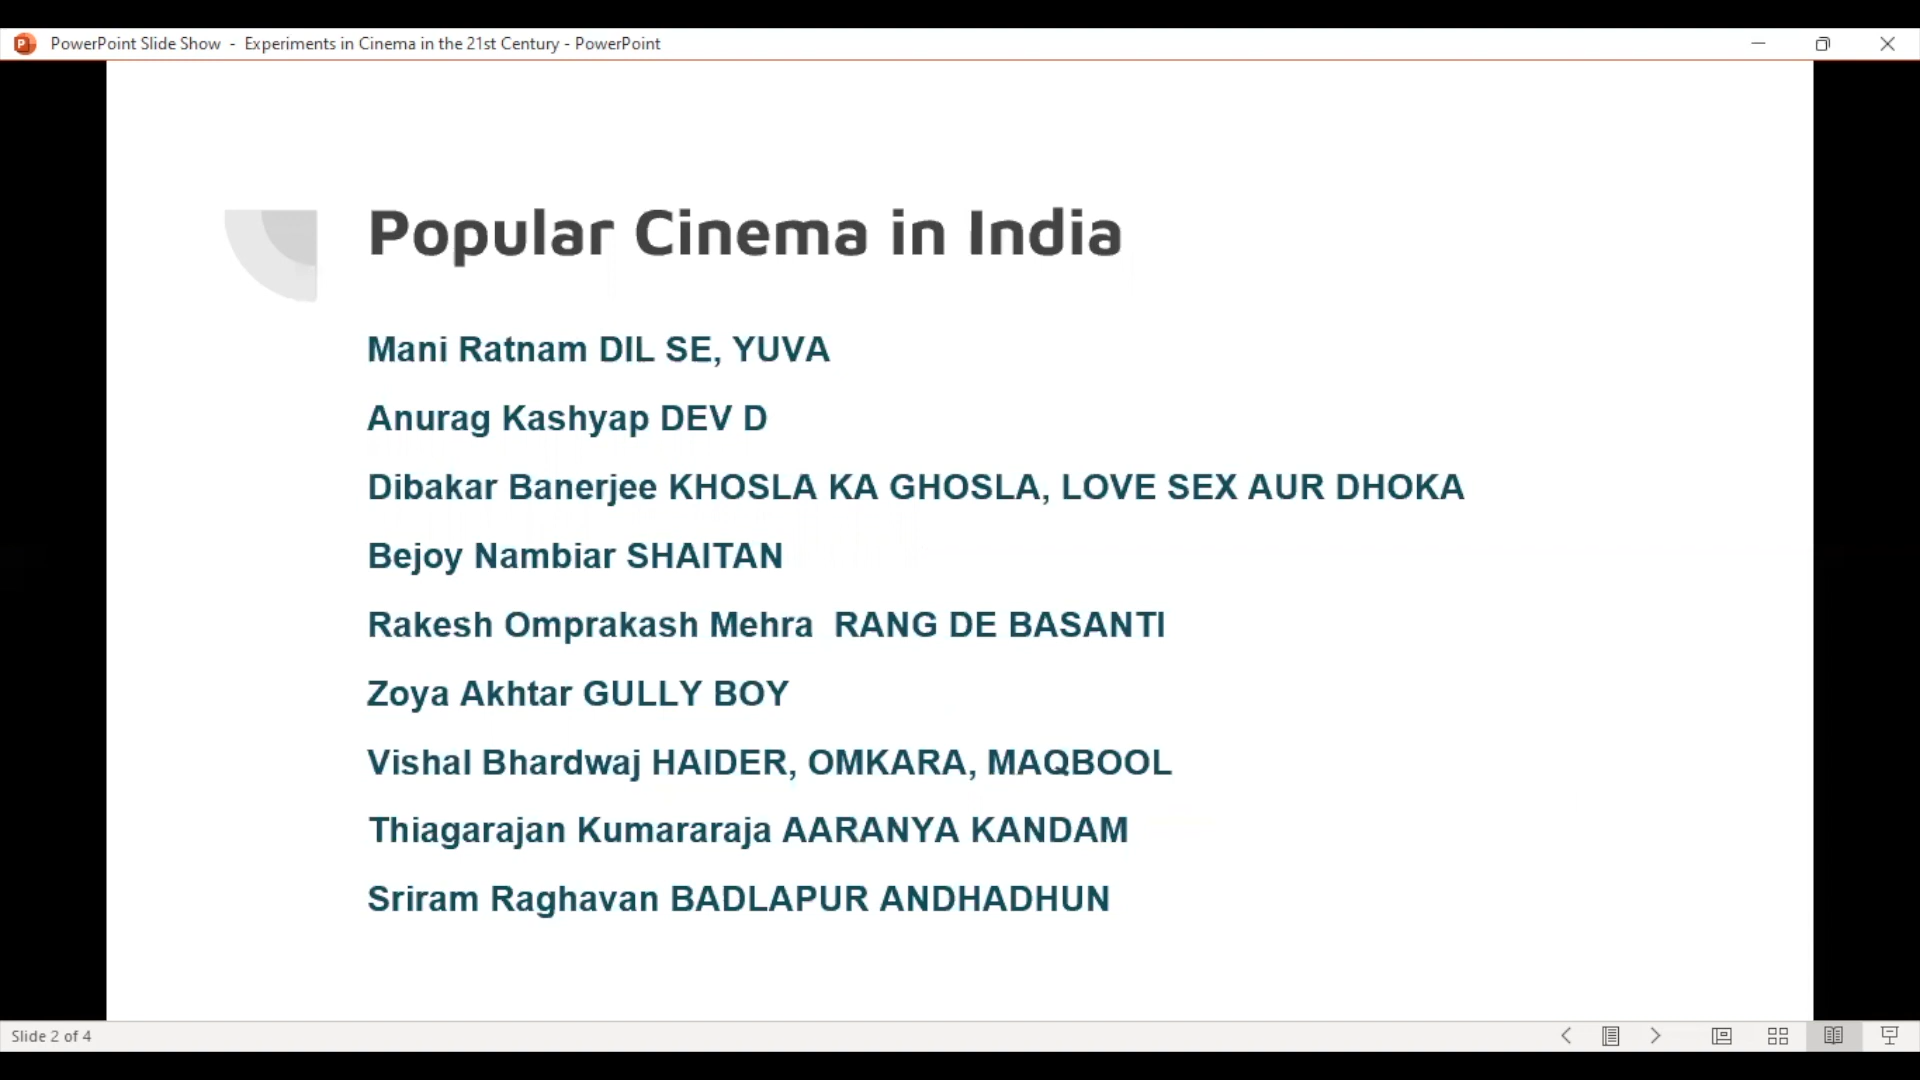 PowerPoint Slide Show - Experiments in Cinema in the 21st Century - PowerPoint
Popular Cinema in India
Mani Ratnam DIL SE, YUVA
Anurag Kashyap DEV D
Dibakar Banerjee KHOSLA KA GHOSLA, LOVE SEX AUR DHOKA
Bejoy Nambiar SHAITAN
Rakesh Omprakash Mehra RANG DE BASANTI
Zoya Akhtar GULLY BOY
Vishal Bhardwaj HAIDER, OMKARA, MAQBOOL
Thiagarajan Kumararaja AARANYA KANDAM
Sriram Raghavan BADLAPUR ANDHADHUN
Slide 2 of 4